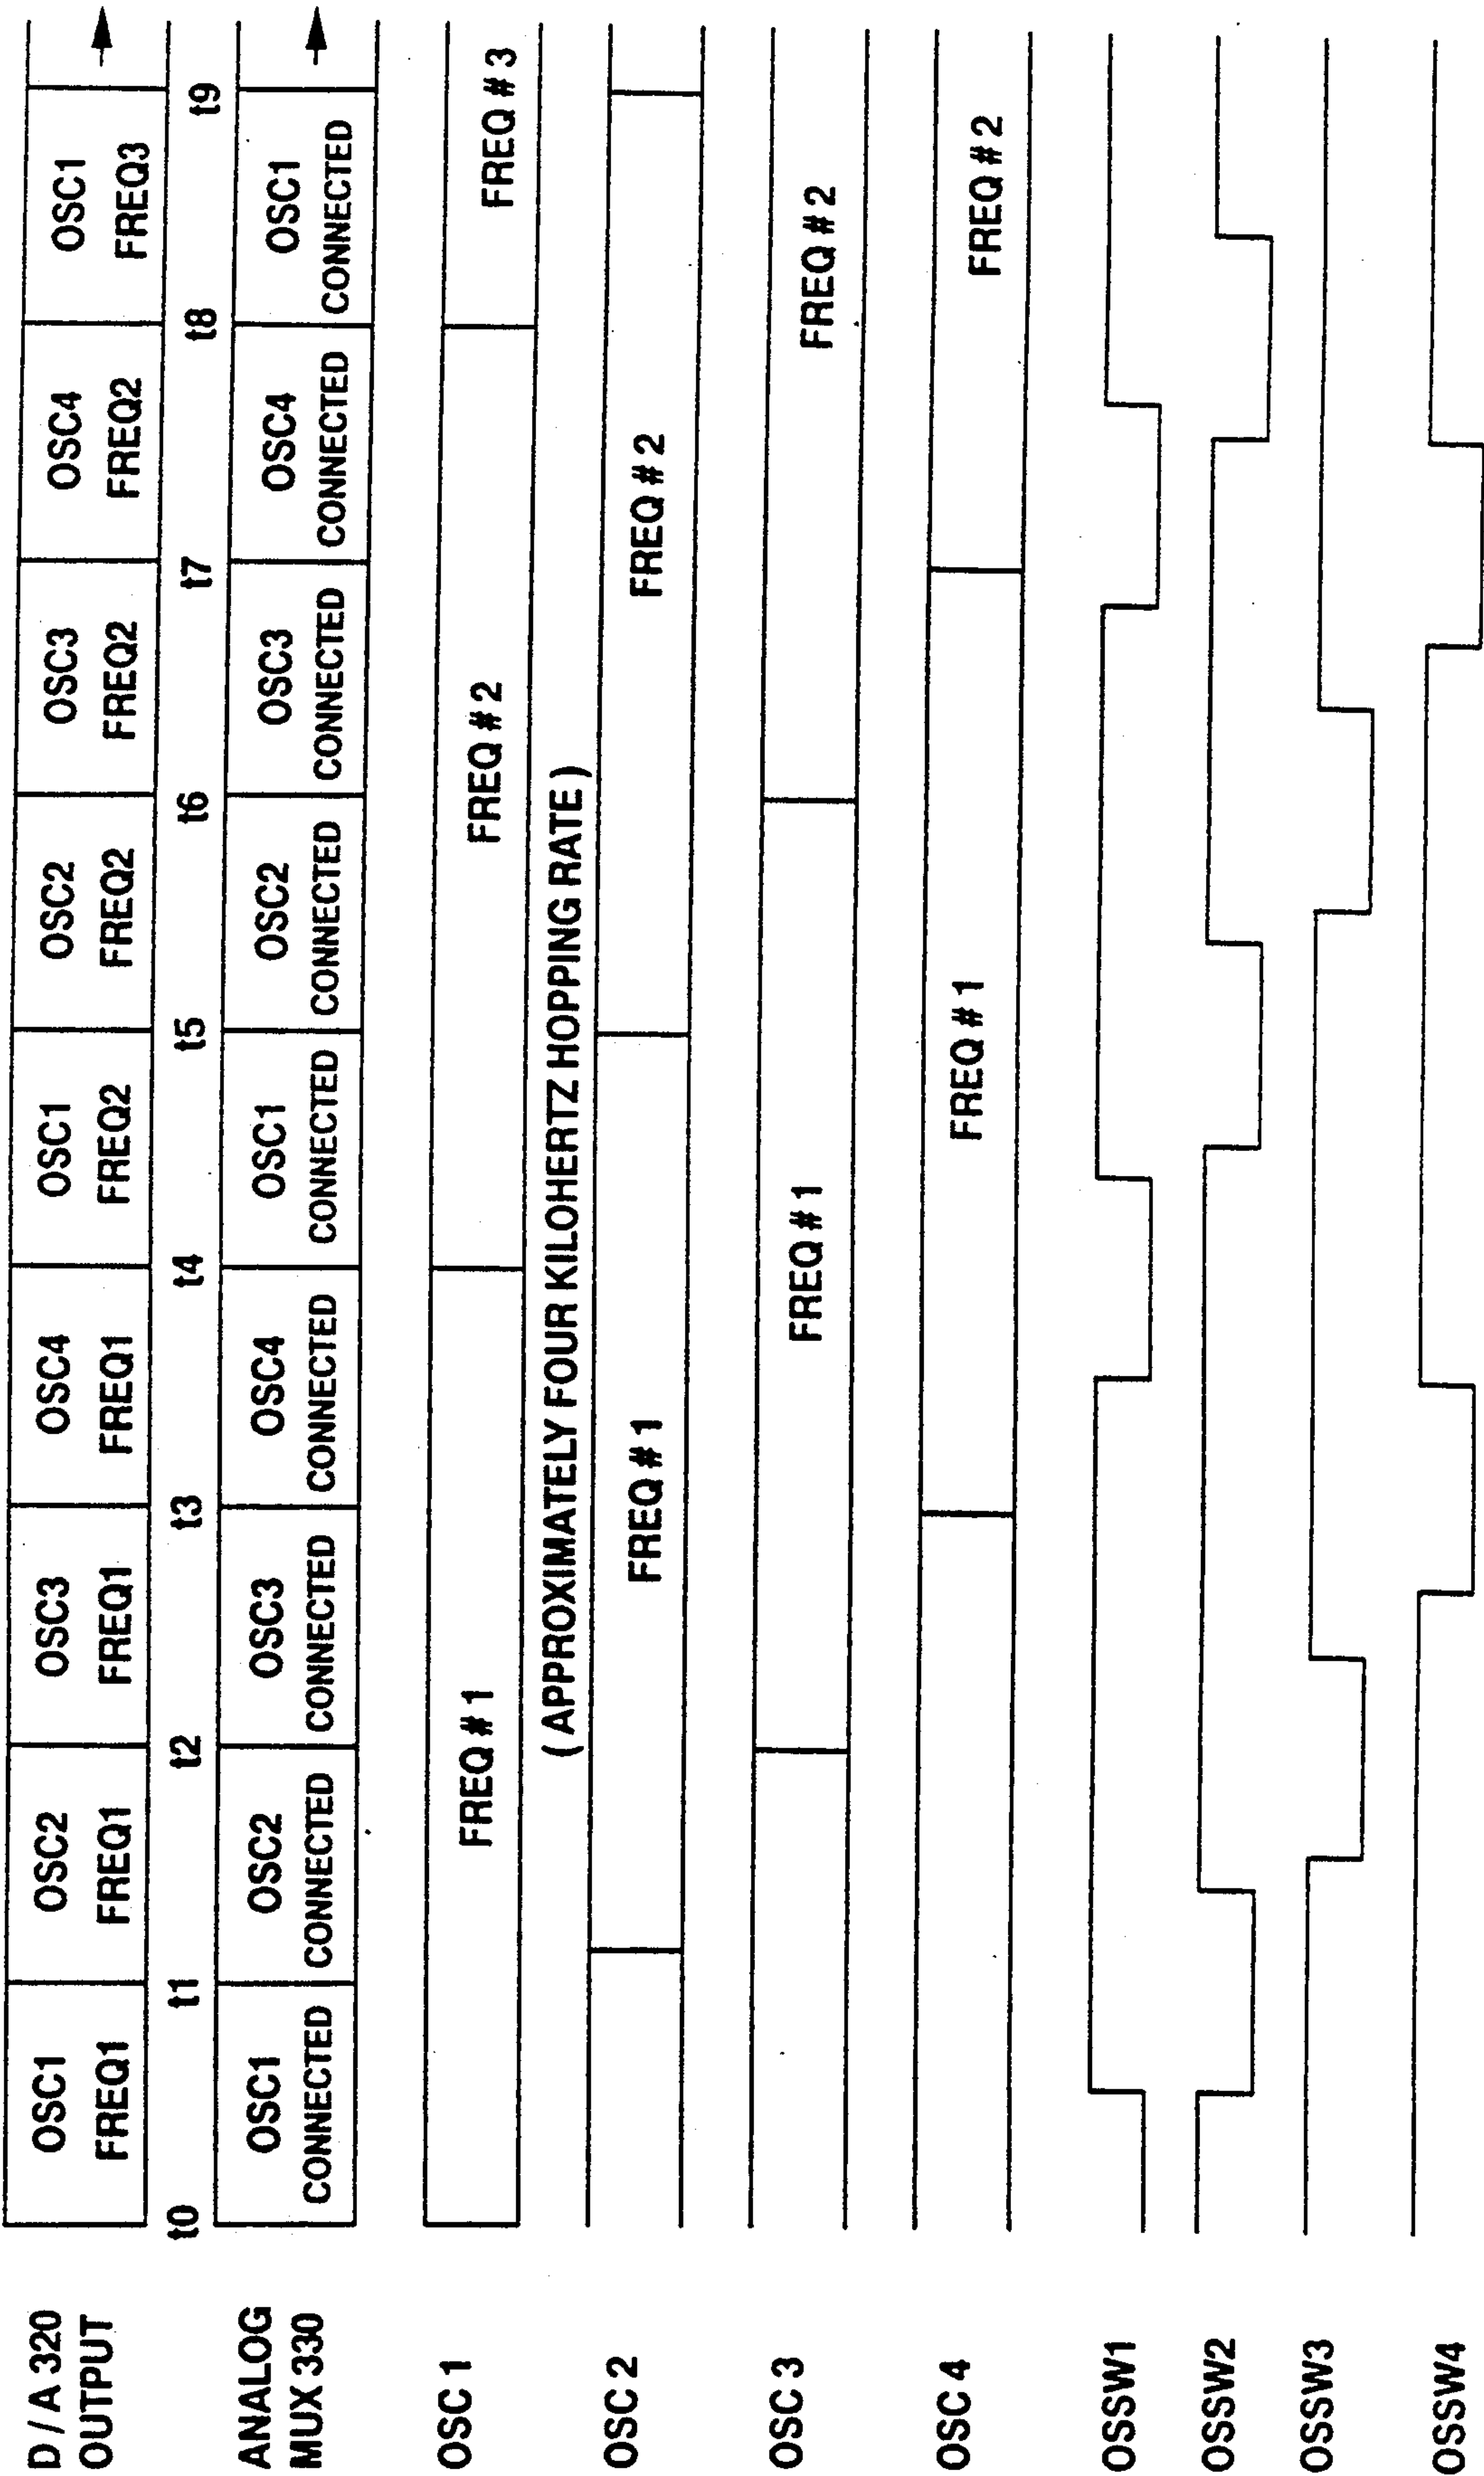 D / A 320
OUTPUT
OSC1
FREQ1
OSC2
FREQ1
OSC3
FREQ1
OSC4
FREQ1
OSC1
FREQ2
OSC2
FREQ2
OSC3
FREQ2
OSC4
FREQ2
OSC1
FREQ3
t0
t1
t2
t3
t4
t5
t6
t7
t8
t9
ANALOG
MUX 330
OSC1
CONNECTED
OSC2
CONNECTED
OSC3
CONNECTED
OSC4
CONNECTED
OSC1
CONNECTED
OSC2
CONNECTED
OSC3
CONNECTED
OSC4
CONNECTED
OSC1
CONNECTED
OSC 1
FREQ # 1
FREQ # 2
FREQ # 3
( APPROXIMATELY FOUR KILOHERTZ HOPPING RATE )
OSC 2
FREQ # 1
FREQ # 2
OSC 3
FREQ # 1
FREQ # 2
OSC 4
FREQ # 1
FREQ # 2
OSSW1
OSSW2
OSSW3
OSSW4